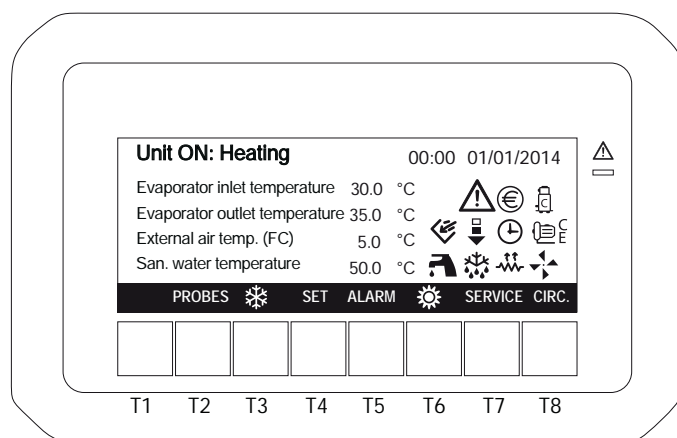 Unit ON: Heating 00:00 01/01/2014
Evaporator inlet temperature 30.0 °C
Evaporator outlet temperature 35.0 °C
External air temp. (FC) 5.0 °C
San. water temperature 50.0 °C
€ C
C E
PROBES SET ALARM SERVICE CIRC.
T1 T2 T3 T4 T5 T6 T7 T8